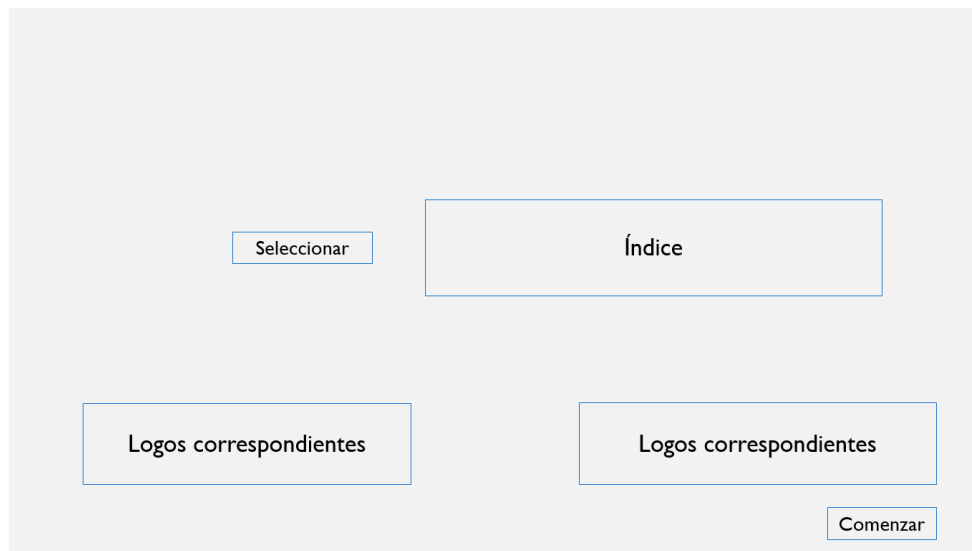 Seleccionar
Índice
Logos correspondientes
Logos correspondientes
Comenzar